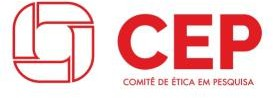 CEP
COMITÊ DE ÉTICA EM PESQUISA